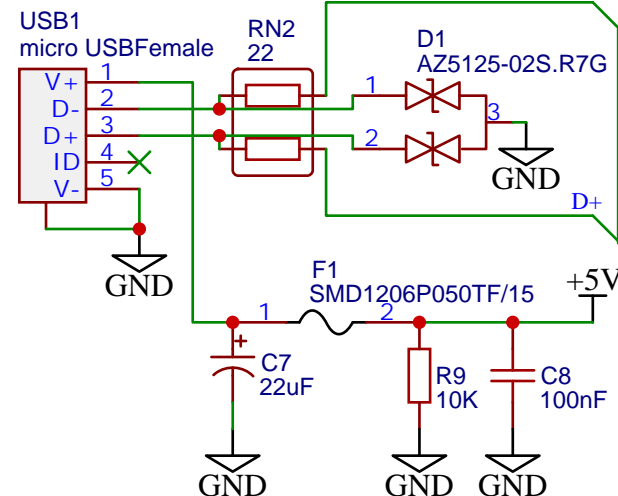 USB1
micro USBFemale
V+ 1
D- 2
D+ 3
ID 4
V- 5
GND
RN2
22
D1
AZ5125-02S.R7G
1
2
3
GND
D+
F1
SMD1206P050TF/15
1
2
+5V
C7
22uF
R9
10K
C8
100nF
GND
GND
GND